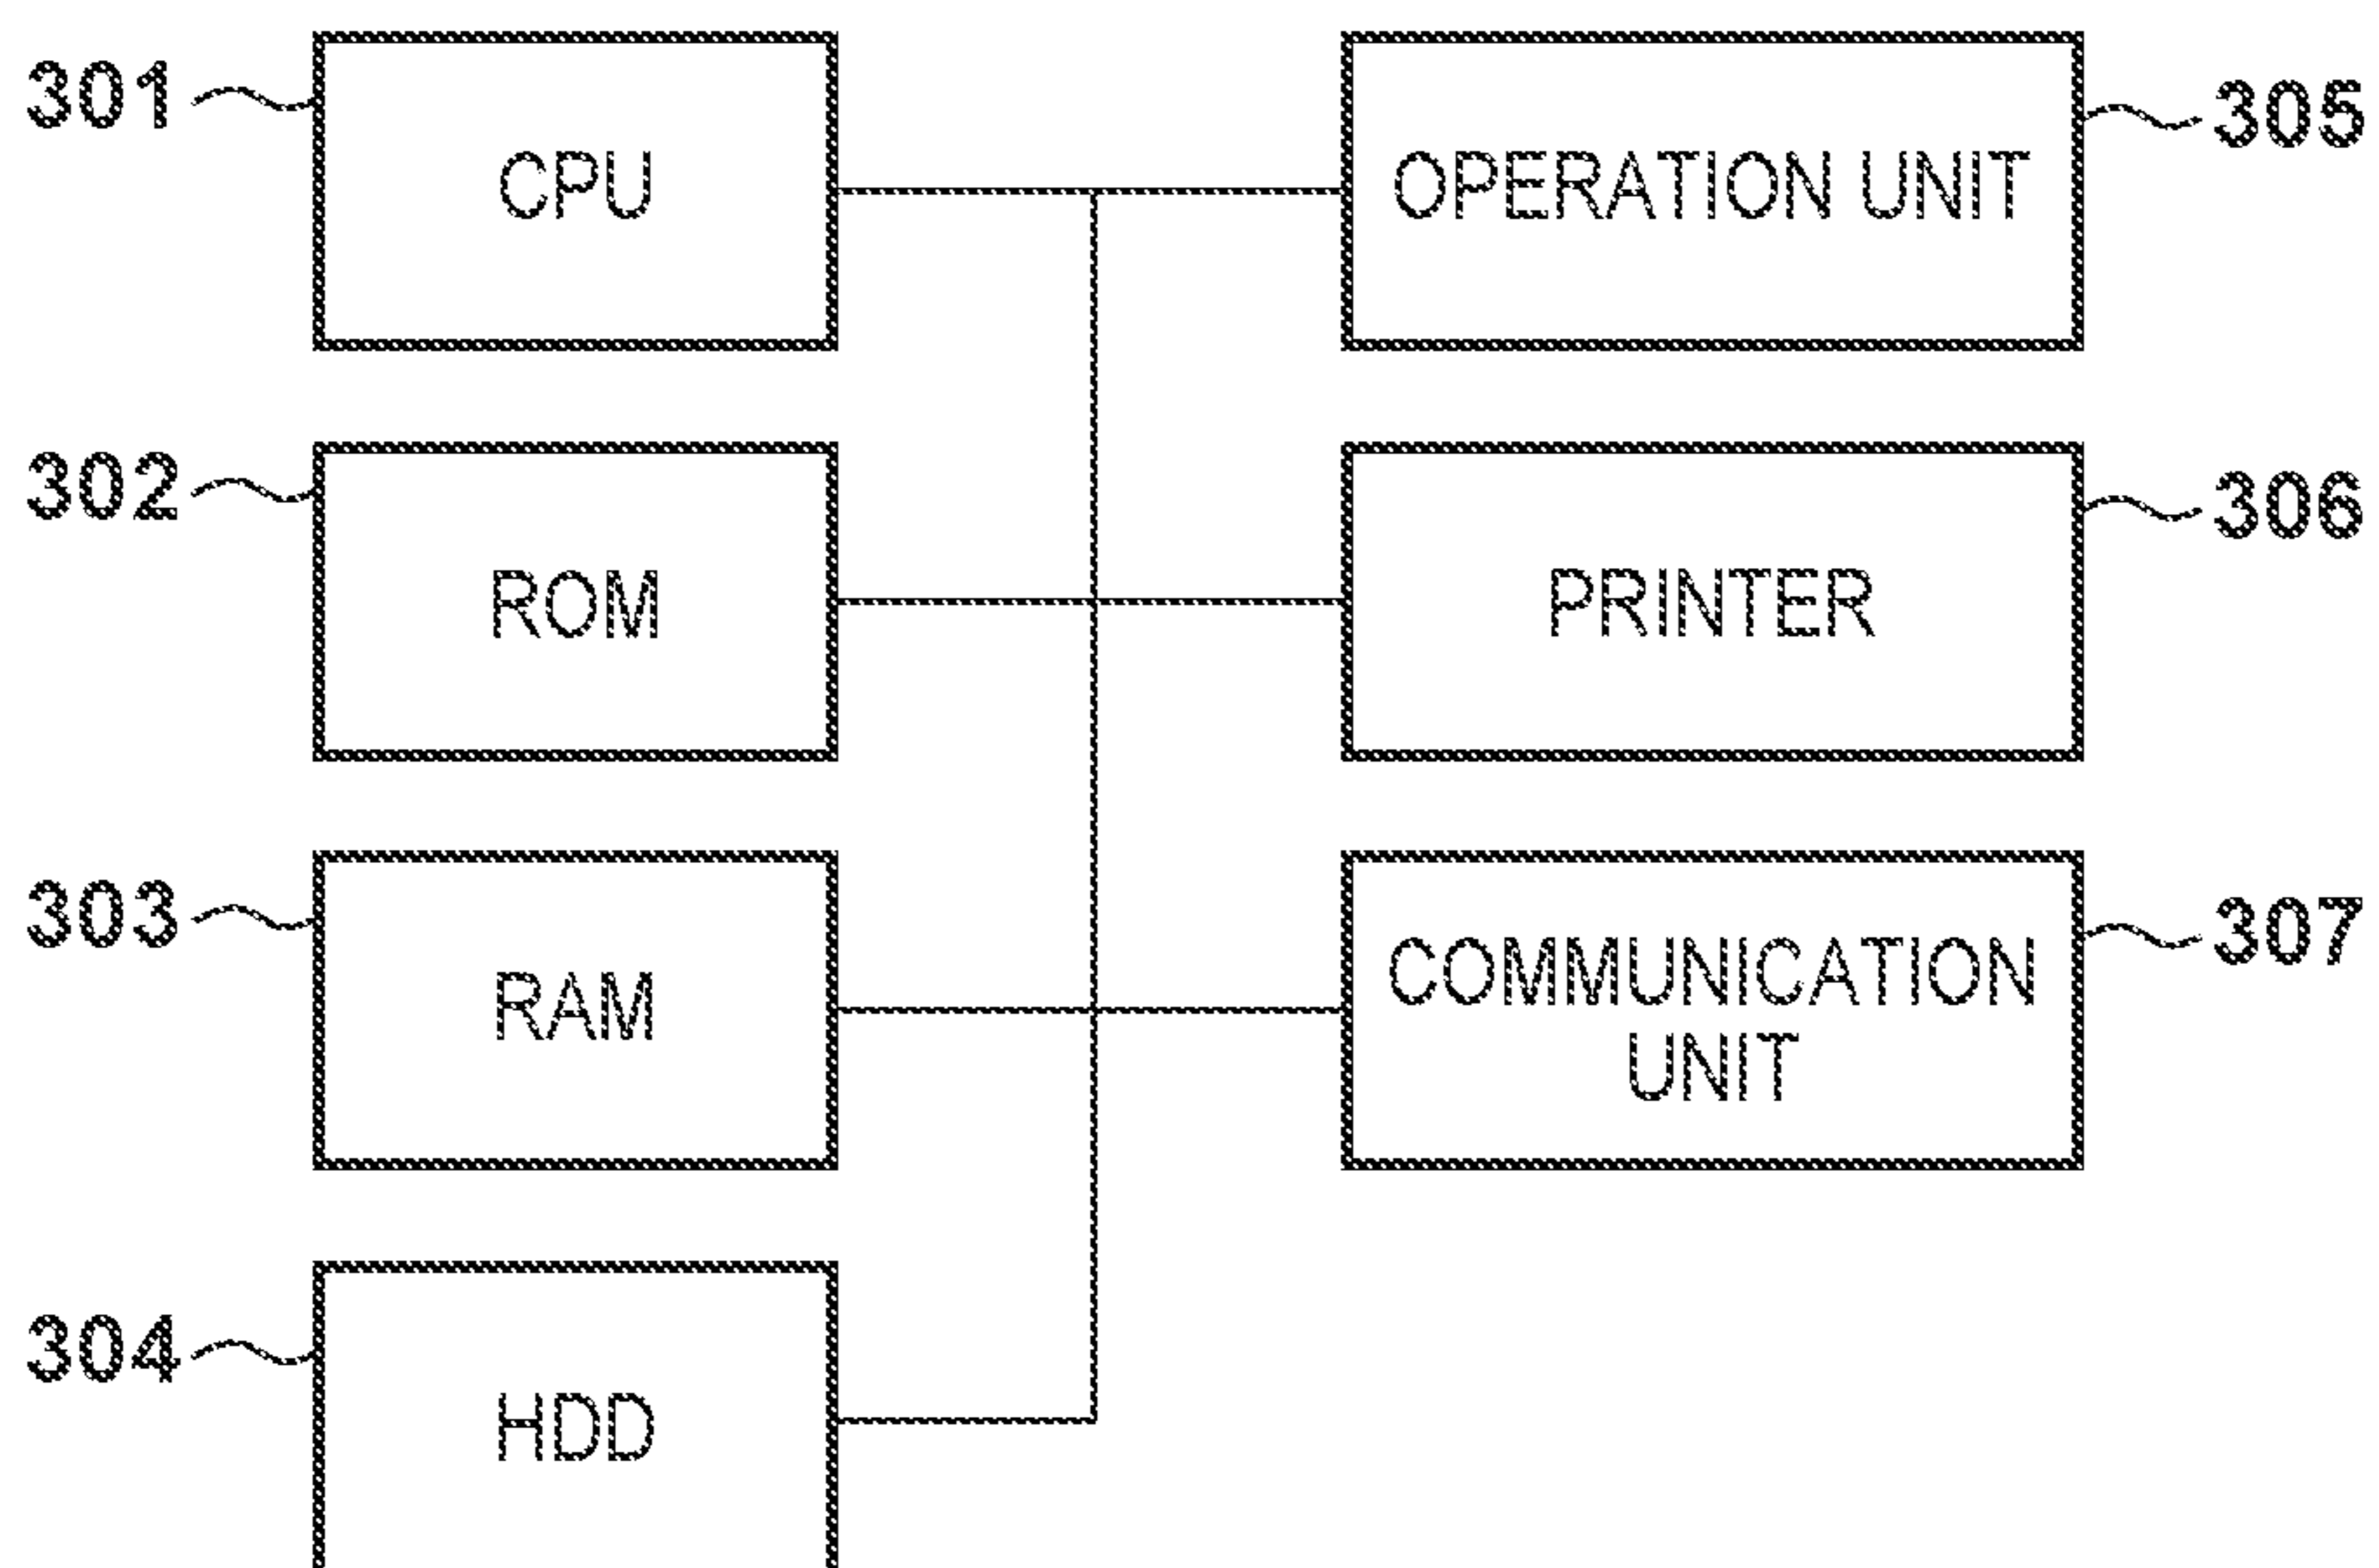 301
CPU
305
OPERATION UNIT
302
ROM
306
PRINTER
303
RAM
307
COMMUNICATION
UNIT
304
HDD